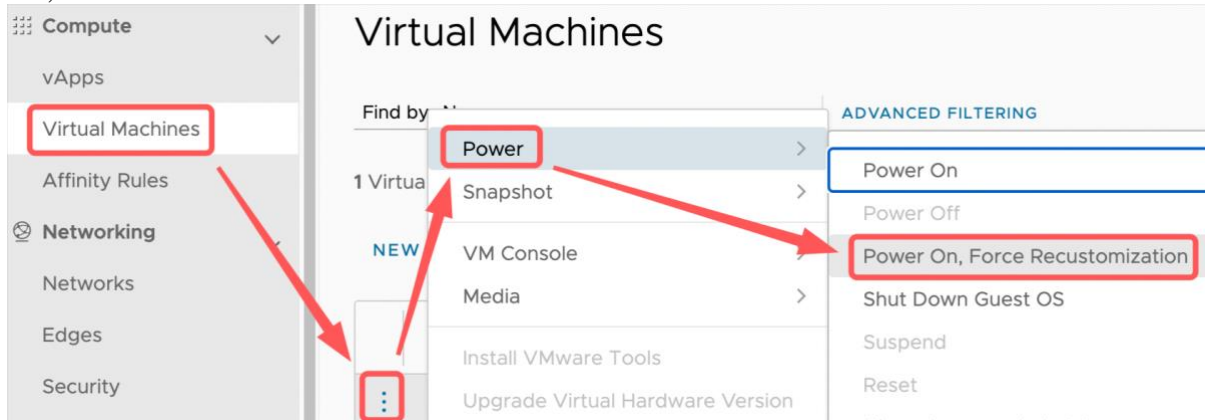 Compute
vApps
Virtual Machines
Affinity Rules
Networking
Networks
Edges
Security
Virtual Machines
Find by
ADVANCED FILTERING
1 Virtua
NEW
Power
Snapshot
VM Console
Media
Install VMware Tools
Upgrade Virtual Hardware Version
Power On
Power Off
Power On, Force Recustomization
Shut Down Guest OS
Suspend
Reset